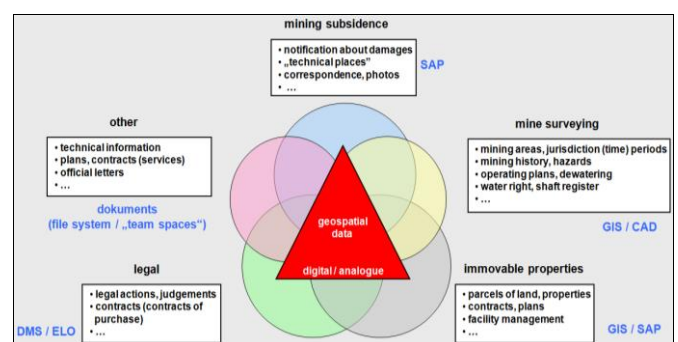 mining subsidence
• notification about damages
• „technical places"
• correspondence, photos
• ...
SAP
other
• technical information
• plans, contracts (services)
• official letters
• ...
dokuments
(file system / „team spaces")
mine surveying
• mining areas, jurisdiction (time) periods
• mining history, hazards
• operating plans, dewatering
• water right, shaft register
• ...
GIS / CAD
geospatial
data
digital / analogue
legal
• legal actions, judgements
• contracts (contracts of
purchase)
• ...
DMS / ELO
immovable properties
• parcels of land, properties
• contracts, plans
• facility management
• ...
GIS / SAP